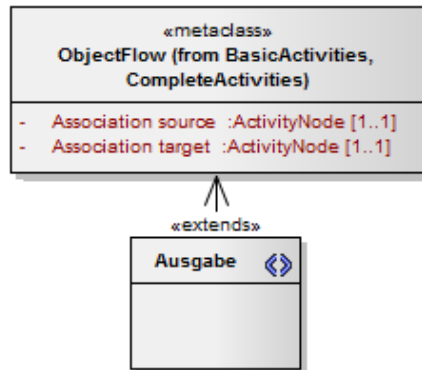 «metaclass»
ObjectFlow (from BasicActivities,
CompleteActivities)
- Association source :ActivityNode [1..1]
- Association target :ActivityNode [1..1]
«extends»
Ausgabe